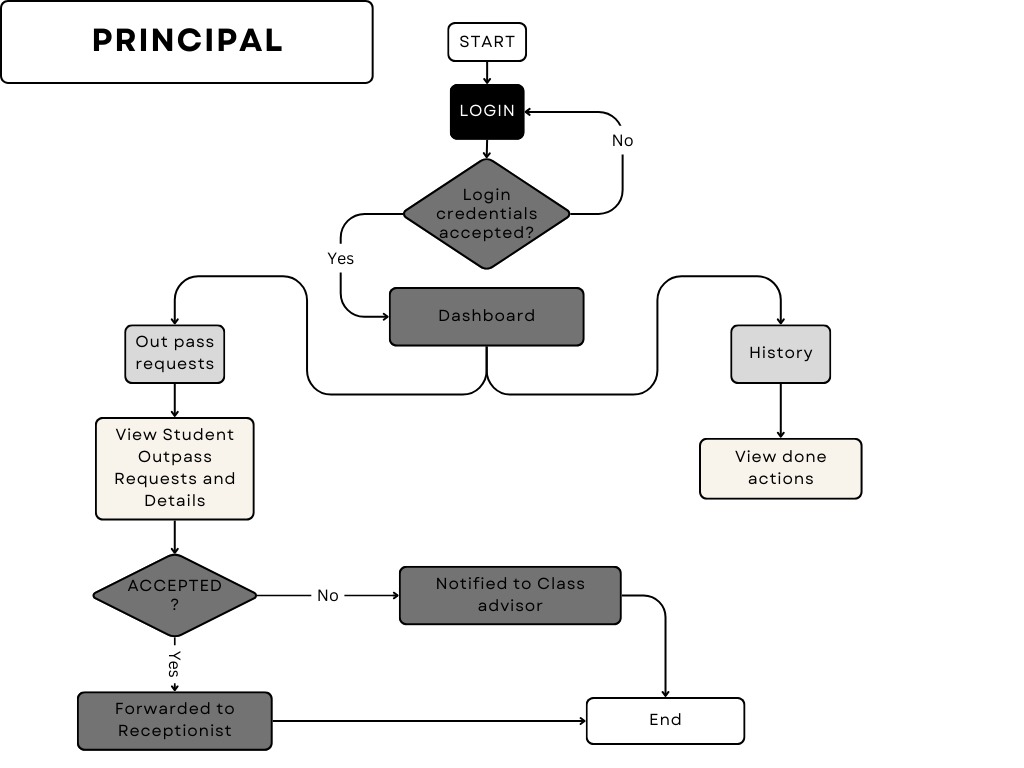 PRINCIPAL
START
LOGIN
No
Login
credentials
accepted?
Yes
Dashboard
Out pass
requests
History
View Student
Outpass
Requests and
Details
View done
actions
ACCEPTED
?
No
Notified to Class
advisor
Yes
Forwarded to
Receptionist
End